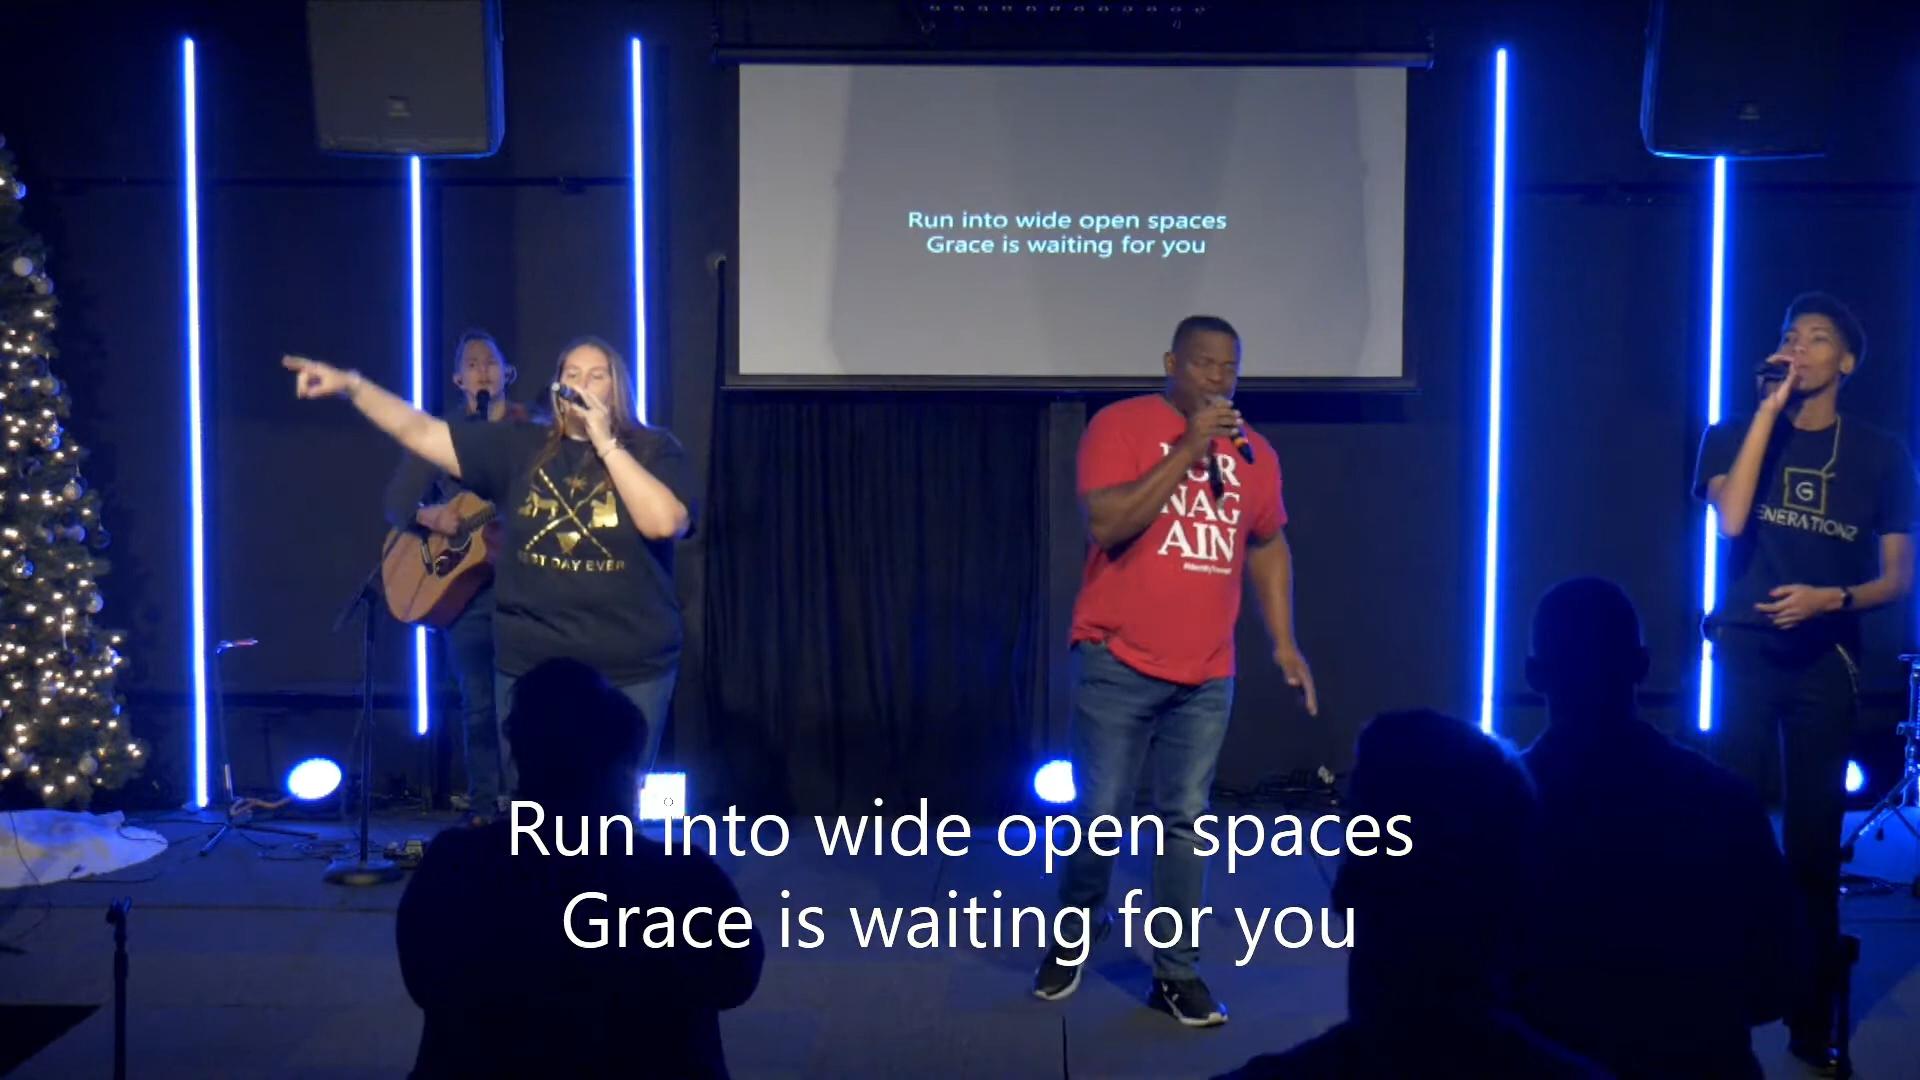 Run into wide open spaces
Grace is waiting for you
DAY EVER
NAG
AIN
G
ENERATIONZ
Run into wide open spaces
Grace is waiting for you